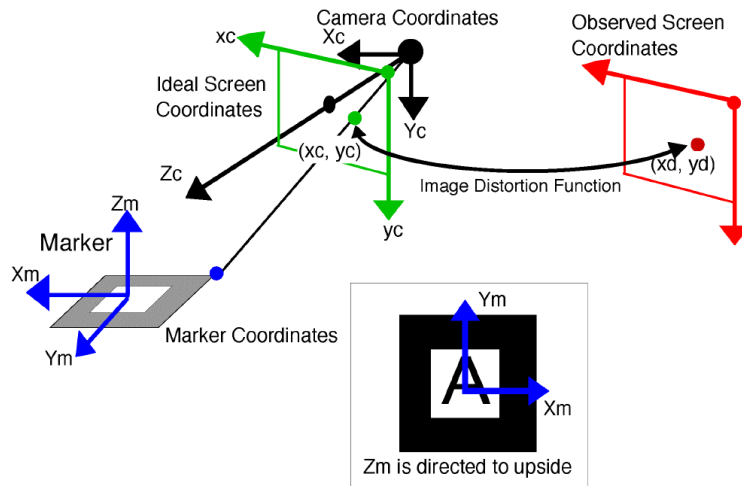 Camera Coordinates
Observed Screen
Coordinates
xc
Xc
Ideal Screen
Coordinates
Yc
(xc, yc)
(xd, yd)
Image Distortion Function
Zc
yc
Zm
Marker
Xm
Ym
Marker Coordinates
Ym
A
Xm
Zm is directed to upside